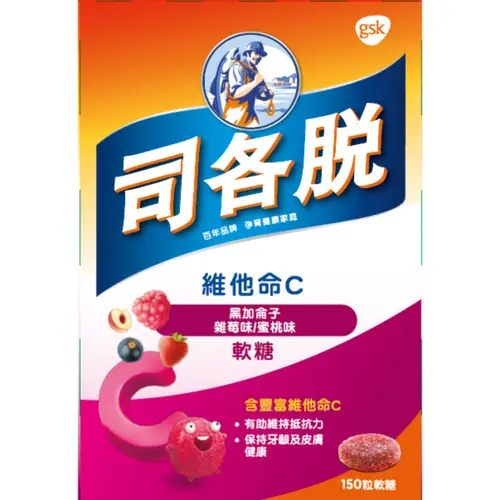 gsk
司各脱
百年品牌 孕育健康家庭
維他命C
黑加侖子
雜莓味/蜜桃味
軟糖
含豐富維他命C
• 有助維持抵抗力
• 保持牙齦及皮膚
健康
150粒軟糖